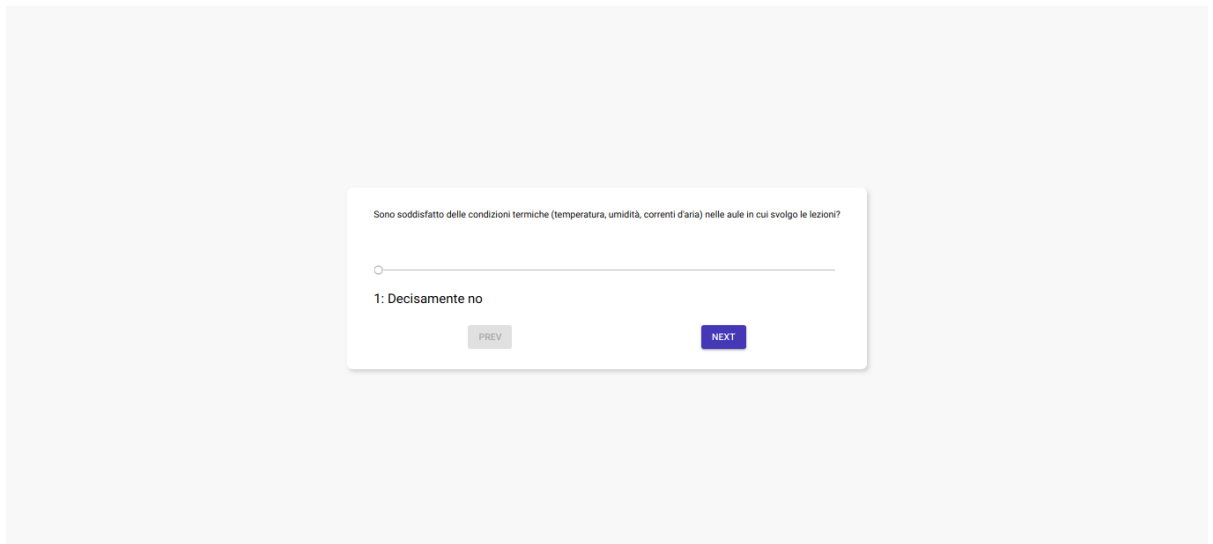 Sono soddisfatto delle condizioni termiche (temperatura, umidità, correnti d'aria) nelle aule in cui svolgo le lezioni?
1: Decisamente no
PREV
NEXT